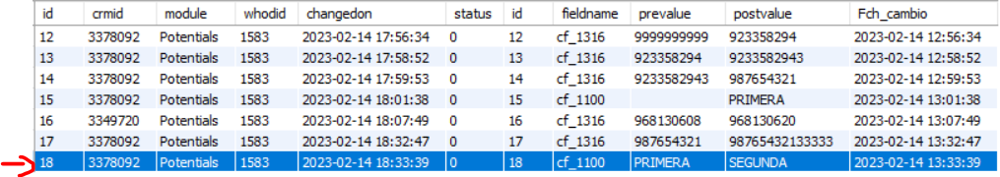 id crmid module whodid changedon status id fieldname prevalue postvalue Fch_cambio
12 3378092 Potentials 1583 2023-02-14 17:56:34 0 12 cf_1316 9999999999 923358294 2023-02-14 12:56:34
13 3378092 Potentials 1583 2023-02-14 17:58:52 0 13 cf_1316 923358294 9233582943 2023-02-14 12:58:52
14 3378092 Potentials 1583 2023-02-14 17:59:53 0 14 cf_1316 9233582943 987654321 2023-02-14 12:59:53
15 3378092 Potentials 1583 2023-02-14 18:01:38 0 15 cf_1100 PRIMERA 2023-02-14 13:01:38
16 3349720 Potentials 1583 2023-02-14 18:07:49 0 16 cf_1316 968130608 968130620 2023-02-14 13:07:49
17 3378092 Potentials 1583 2023-02-14 18:32:47 0 17 cf_1316 987654321 98765432133333 2023-02-14 13:32:47
18 3378092 Potentials 1583 2023-02-14 18:33:39 0 18 cf_1100 PRIMERA SEGUNDA 2023-02-14 13:33:39